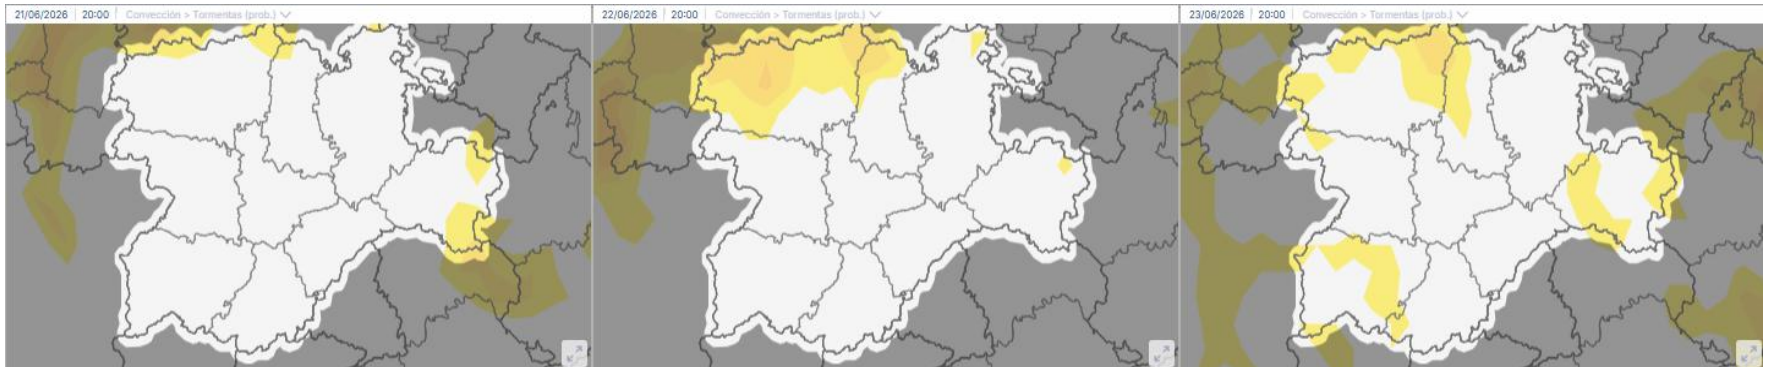 21/06/2026 20:00 Convección > Tormentas (prob.)
22/06/2026 20:00 Convección > Tormentas (prob.)
23/06/2026 20:00 Convección > Tormentas (prob.)